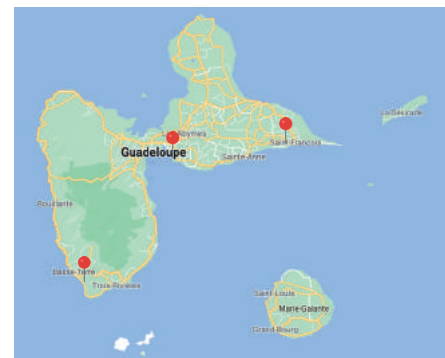 La Désirade
Les Abymes
Saint-François
Guadeloupe
Sainte-Anne
Bouillante
Basse-Terre
Trois-Rivières
Saint-Louis
Marie-Galante
Grand-Bourg